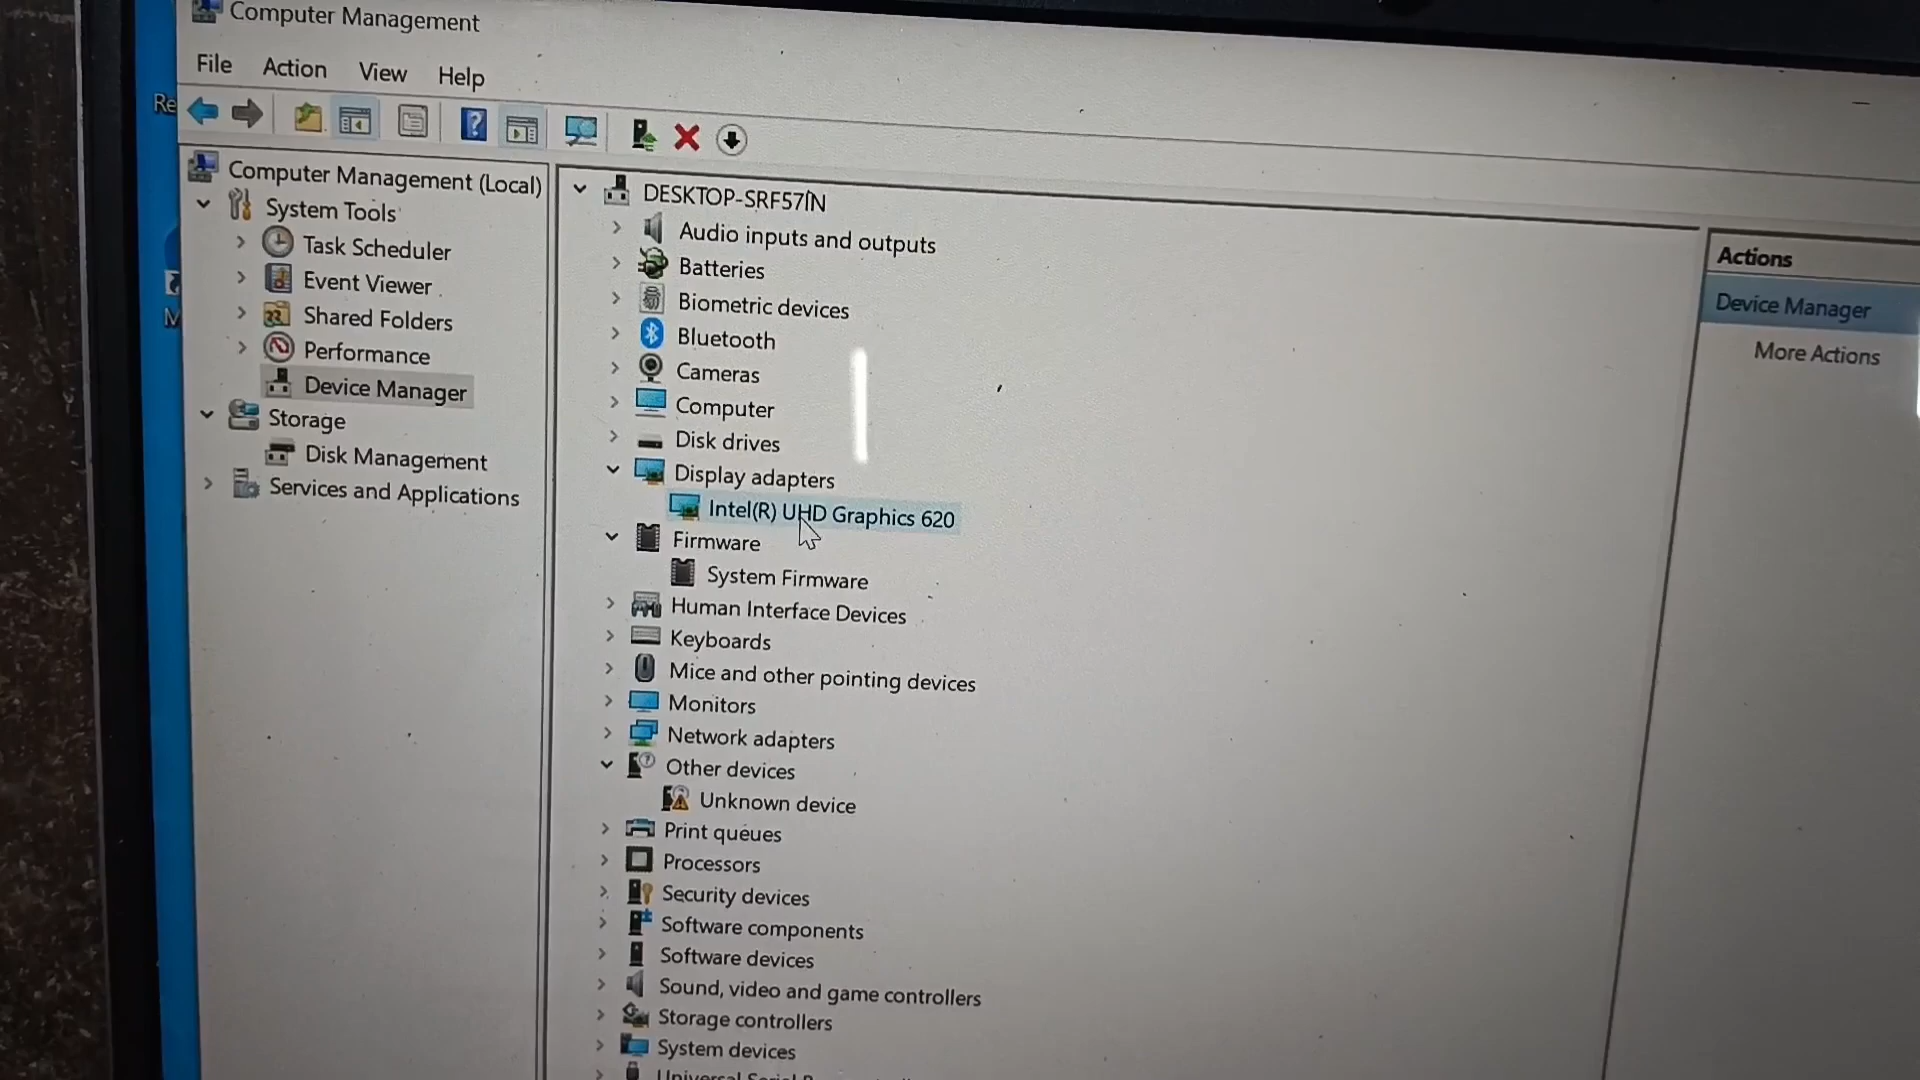 Computer Management
File Action View Help
Re
M
Computer Management (Local)
System Tools
Task Scheduler
Event Viewer
Shared Folders
Performance
Device Manager
Storage
Disk Management
Services and Applications
DESKTOP-SRF57IN
Audio inputs and outputs
Batteries
Biometric devices
Bluetooth
Cameras
Computer
Disk drives
Display adapters
Intel(R) UHD Graphics 620
Firmware
System Firmware
Human Interface Devices
Keyboards
Mice and other pointing devices
Monitors
Network adapters
Other devices
Unknown device
Print queues
Processors
Security devices
Software components
Software devices
Sound, video and game controllers
Storage controllers
System devices
Actions
Device Manager
More Actions